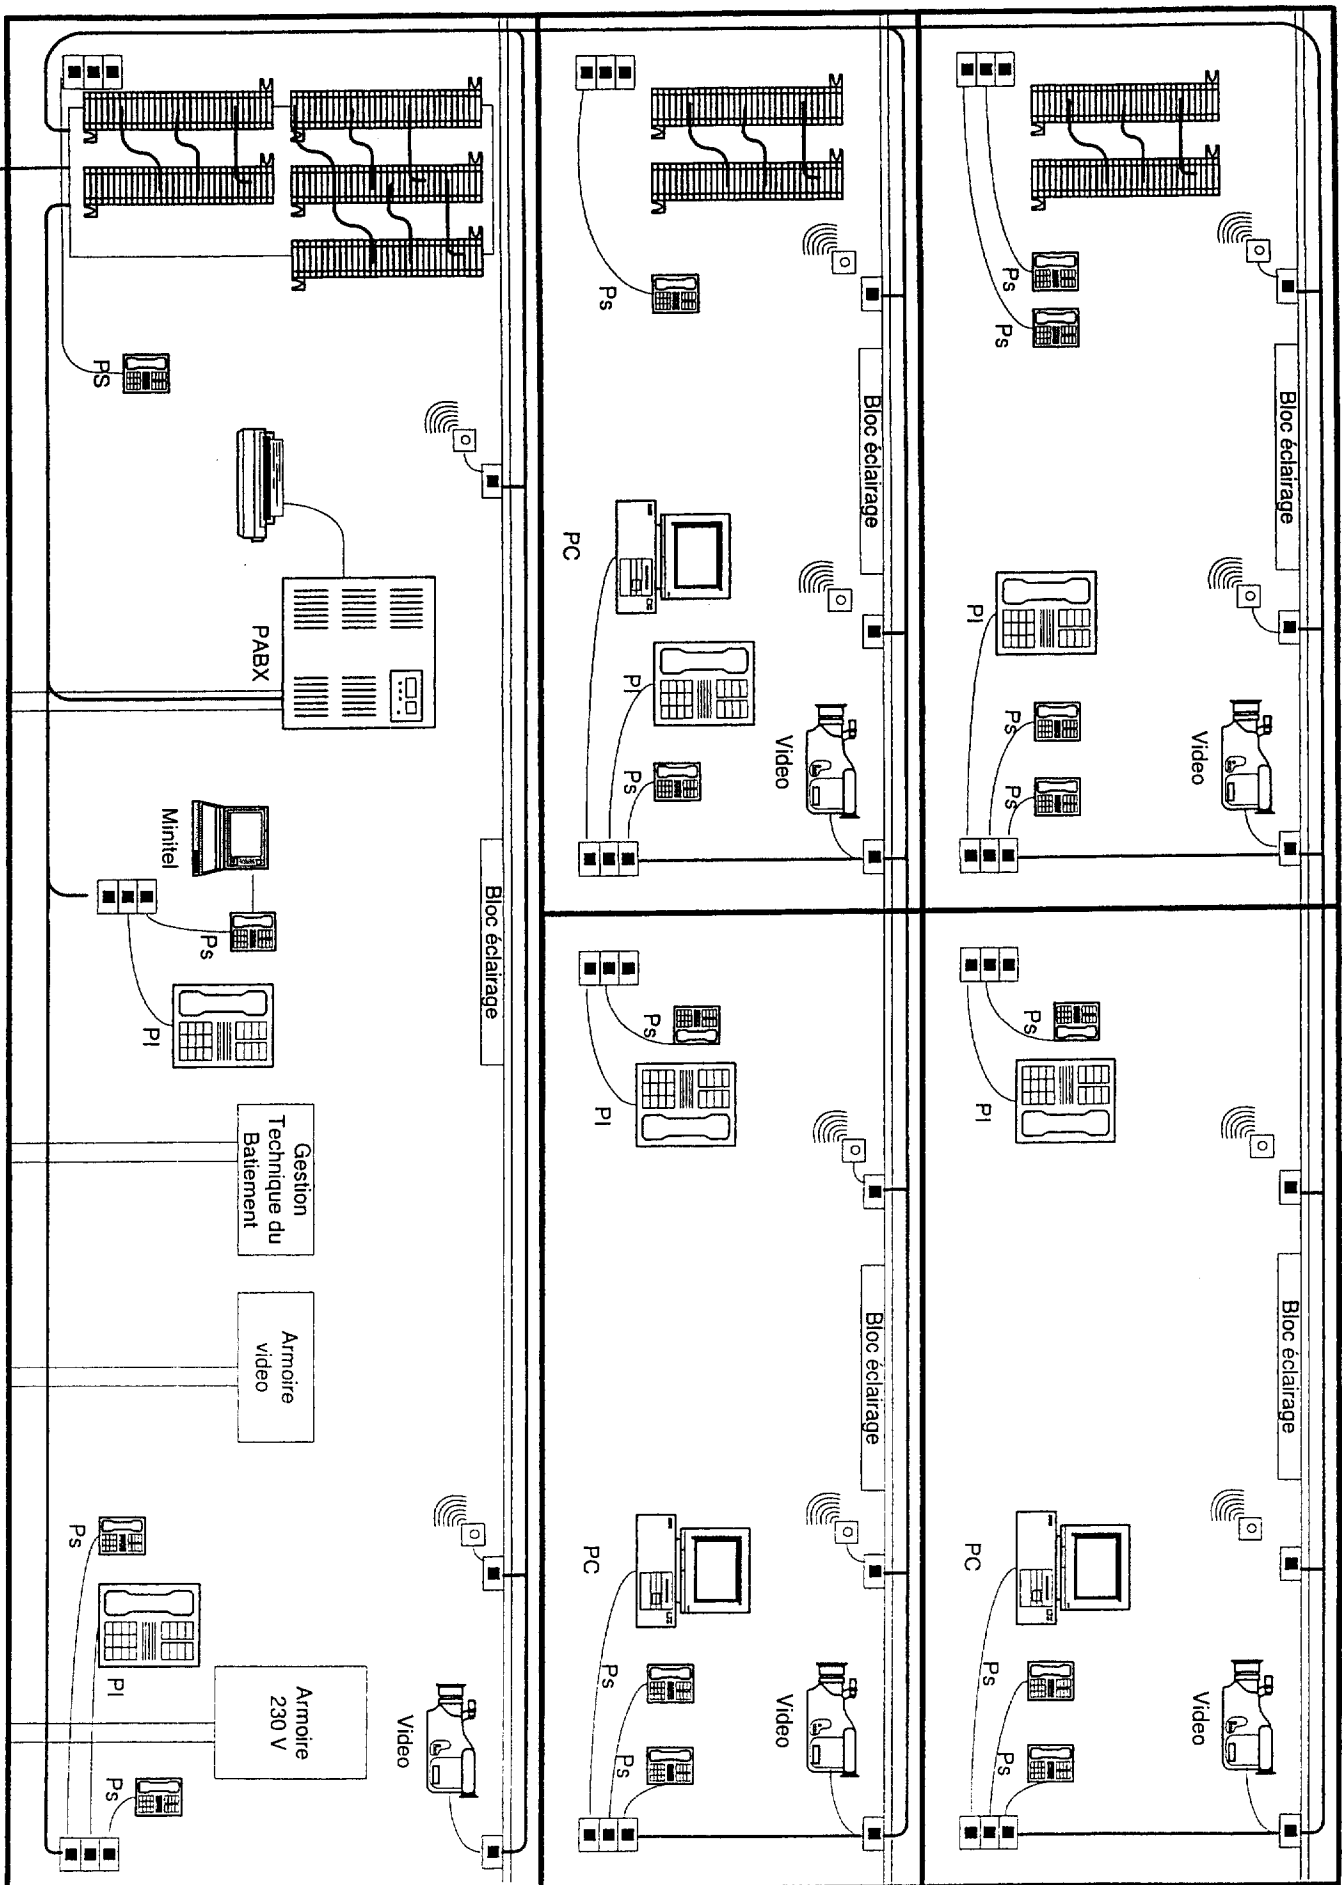 Bloc éclairage
Bloc éclairage
Video
Video
Ps
Ps
PI
Ps
Ps
Ps
PI
PC
Ps
Ps
Bloc éclairage
Bloc éclairage
Video
Video
Ps
PC
PI
Ps
Ps
PI
PC
Ps
Ps
Bloc éclairage
Video
PS
PABX
Minitel
Ps
PI
Gestion
Technique du
Batiement
Armoire
video
Ps
PI
Armoire
230 V
Ps